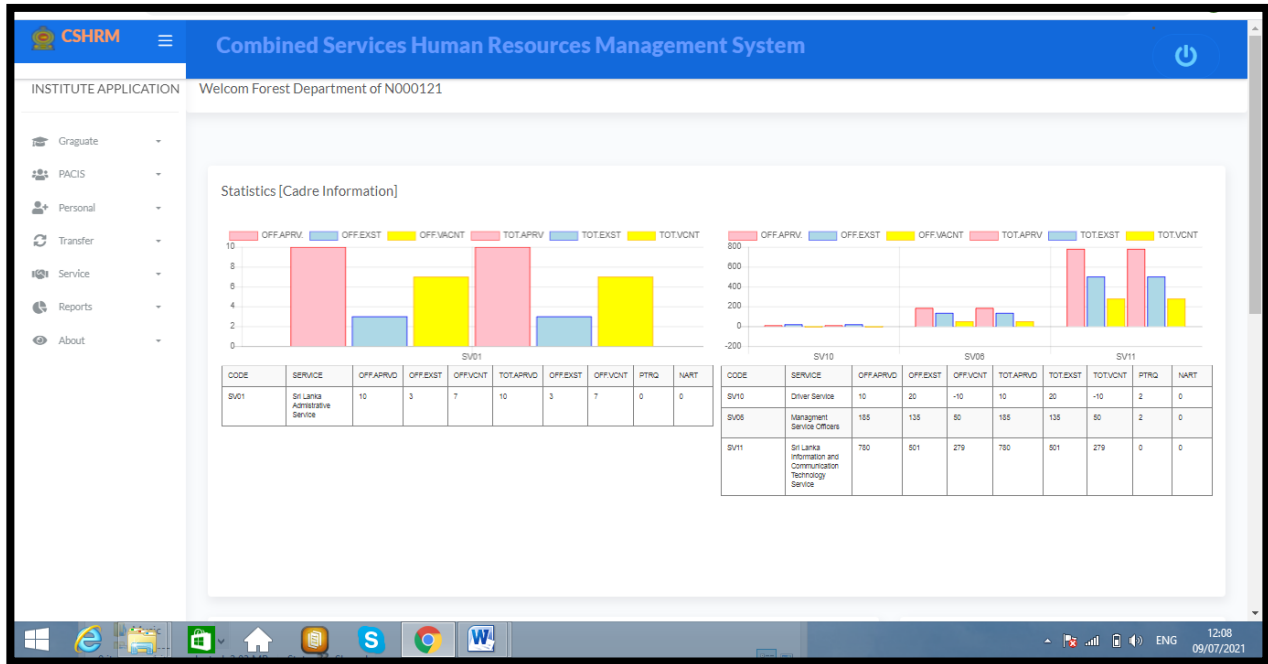 CSHRM
Combined Services Human Resources Management System
INSTITUTE APPLICATION
Welcom Forest Department of N000121
Graguate
PACIS
Personal
Transfer
Service
Reports
About
Statistics [Cadre Information]
OFF.APRV. OFF.EXST OFF.VACNT TOT.APRV TOT.EXST TOT.VCNT
10
8
6
4
2
0
SV01
CODE SERVICE OFF.APRVD OFF.EXST OFF.VCNT TOT.APRVD OFF.EXST OFF.VCNT PTRQ NART
SV01 Sri Lanka 10 3 7 10 3 7 0 0
Admistrative
Service
OFF.APRV. OFF.EXST OFF.VACNT TOT.APRV TOT.EXST TOT.VCNT
800
600
400
200
0
-200
SV10 SV06 SV11
CODE SERVICE OFF.APRVD OFF.EXST OFF.VCNT TOT.APRVD TOT.EXST TOT.VCNT PTRQ NART
SV10 Driver Service 10 20 -10 10 20 -10 2 0
SV06 Managment 185 135 50 185 135 50 2 0
Service Officers
SV11 Sri Lanka 780 501 279 780 501 279 0 0
Information and
Communication
Technology
Service
ENG
12:08
09/07/2021